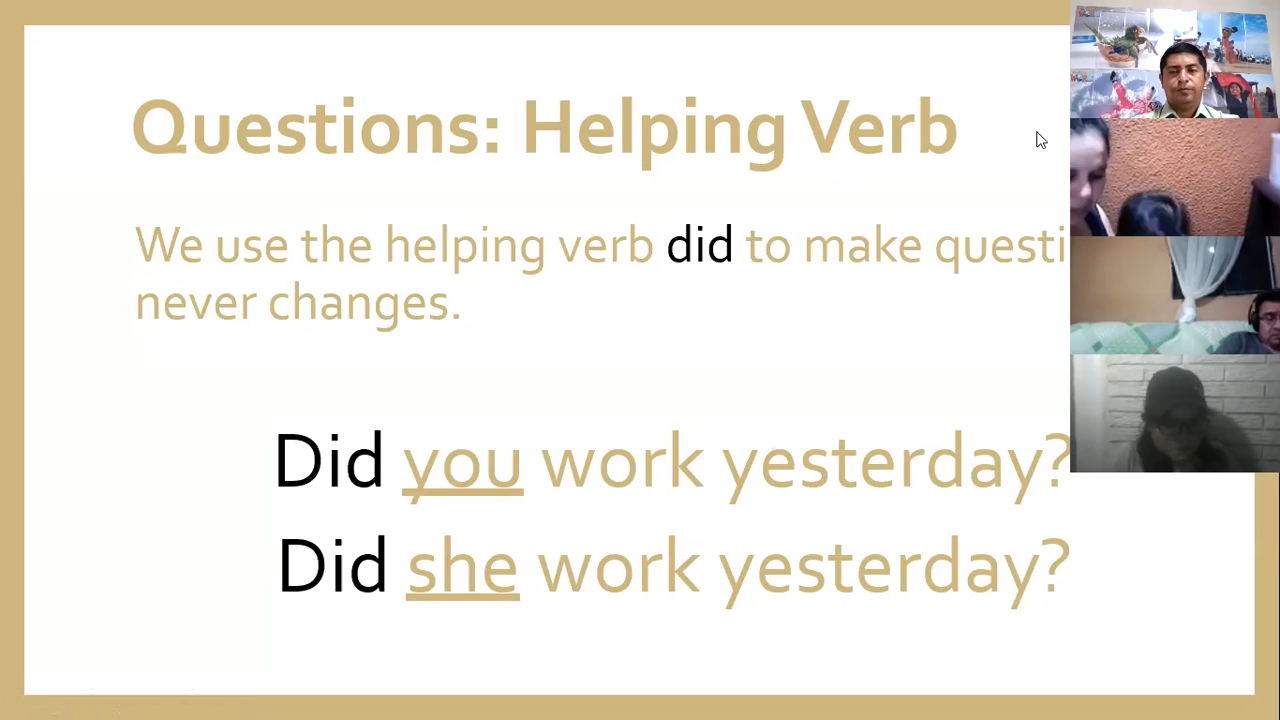 Questions: Helping Verb
We use the helping verb did to make questi
never changes.
Did you work yesterday?
Did she work yesterday?